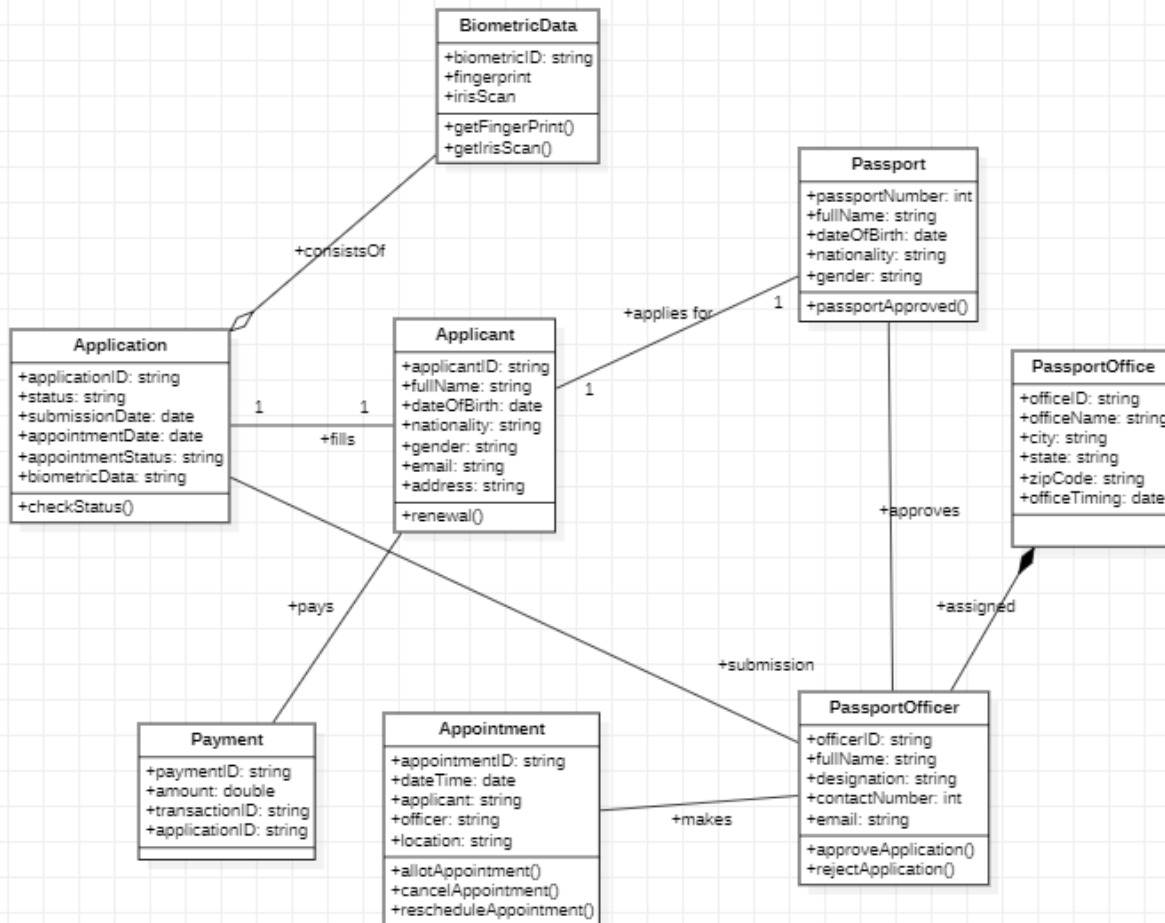 BiometricData
+biometricID: string
+fingerprint
+irisScan
+getFingerPrint()
+getIrisScan()
+consistsOf
Passport
+passportNumber: int
+fullName: string
+dateOfBirth: date
+nationality: string
+gender: string
+passportApproved()
+applies for
1
1
Application
+applicationID: string
+status: string
+submissionDate: date
+appointmentDate: date
+appointmentStatus: string
+biometricData: string
+checkStatus()
1
1
+fills
Applicant
+applicantID: string
+fullName: string
+dateOfBirth: date
+nationality: string
+gender: string
+email: string
+address: string
+renewal()
PassportOffice
+officeID: string
+officeName: string
+city: string
+state: string
+zipCode: string
+officeTiming: date
+approves
+assigned
+pays
+submission
Payment
+paymentID: string
+amount: double
+transactionID: string
+applicationID: string
Appointment
+appointmentID: string
+dateTime: date
+applicant: string
+officer: string
+location: string
+allotAppointment()
+cancelAppointment()
+rescheduleAppointment()
+makes
PassportOfficer
+officerID: string
+fullName: string
+designation: string
+contactNumber: int
+email: string
+approveApplication()
+rejectApplication()